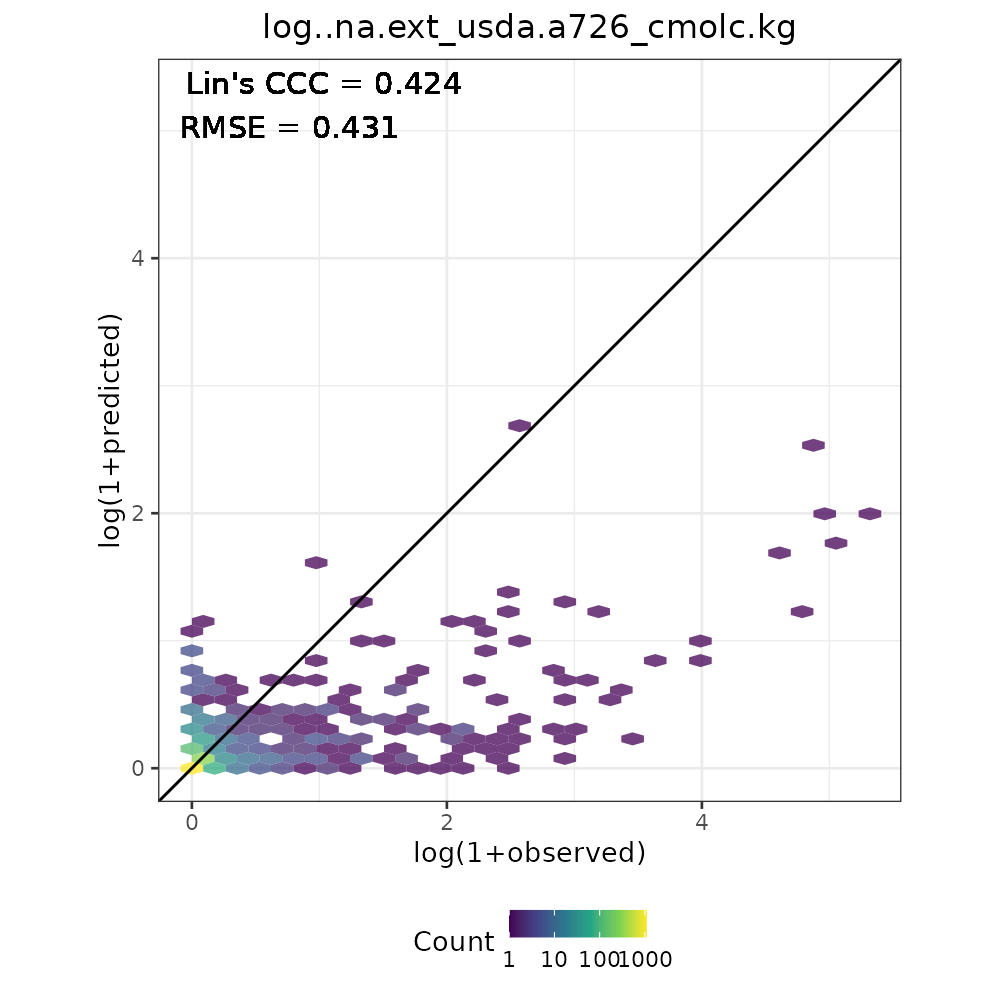 log..na.ext_usda.a726_cmolc.kg
Lin's CCC = 0.424
RMSE = 0.431
log(1+predicted)
4
2
0
0 2 4
log(1+observed)
Count
1 10 100 1000